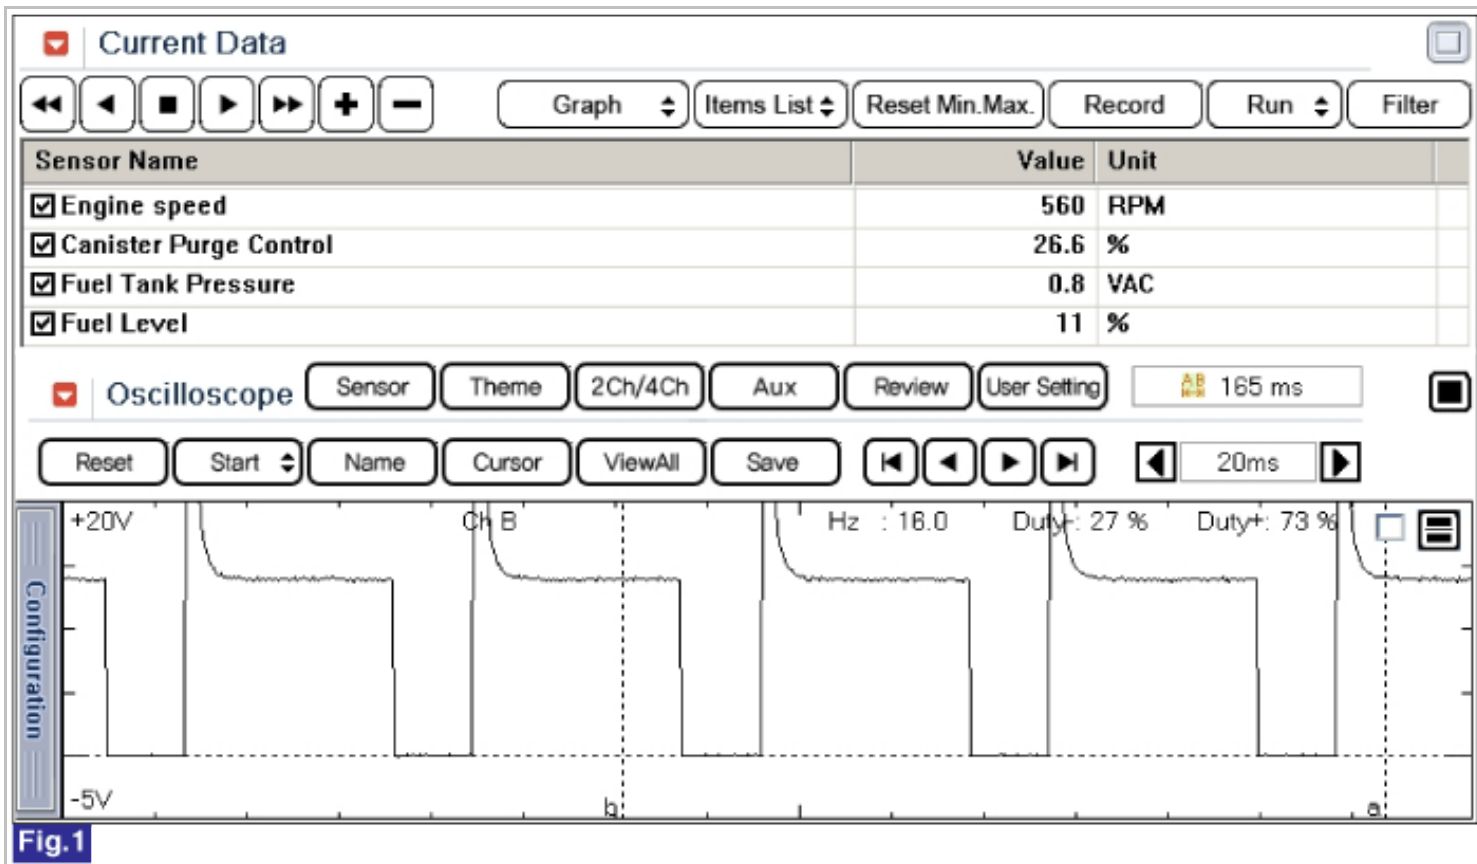 Current Data
Graph Items List Reset Min.Max. Record Run Filter
Sensor Name Value Unit
Engine speed 560 RPM
Canister Purge Control 26.6 %
Fuel Tank Pressure 0.8 VAC
Fuel Level 11 %
Oscilloscope Sensor Theme 2Ch/4Ch Aux Review User Setting 165 ms
Reset Start Name Cursor ViewAll Save 20ms
+20V Ch B Hz : 16.0 Duty-: 27 % Duty+: 73 %
Configuration
-5V b a
Fig.1